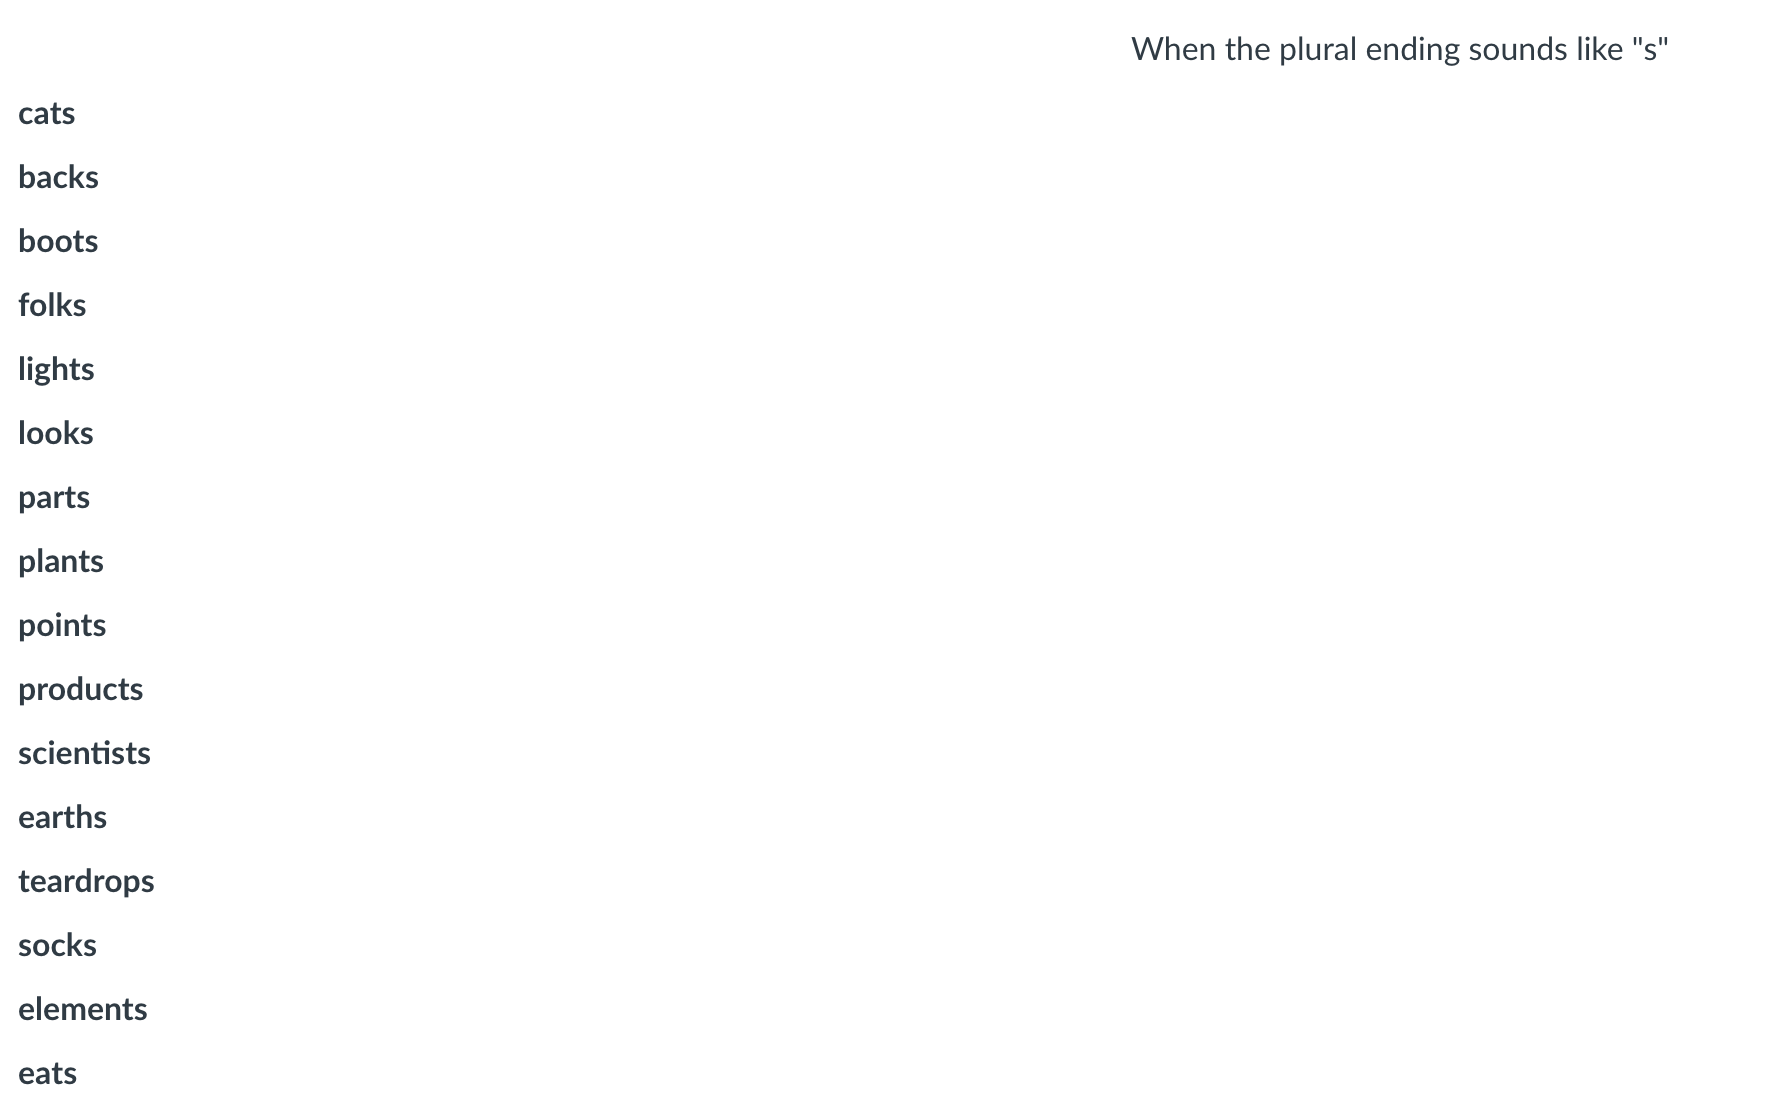 When the plural ending sounds like "s"
cats
backs
boots
folks
lights
looks
parts
plants
points
products
scientists
earths
teardrops
socks
elements
eats